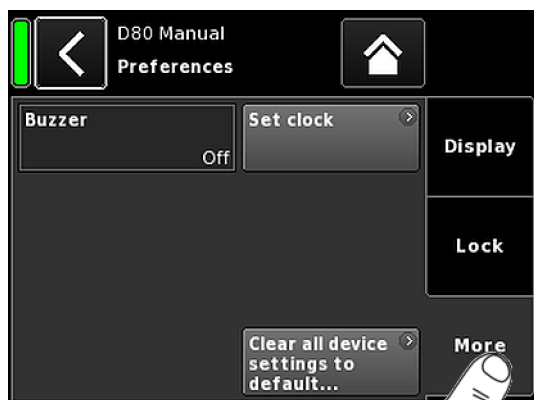 D80 Manual
Preferences
Buzzer
Off
Set clock
Display
Lock
Clear all device
settings to
default...
More